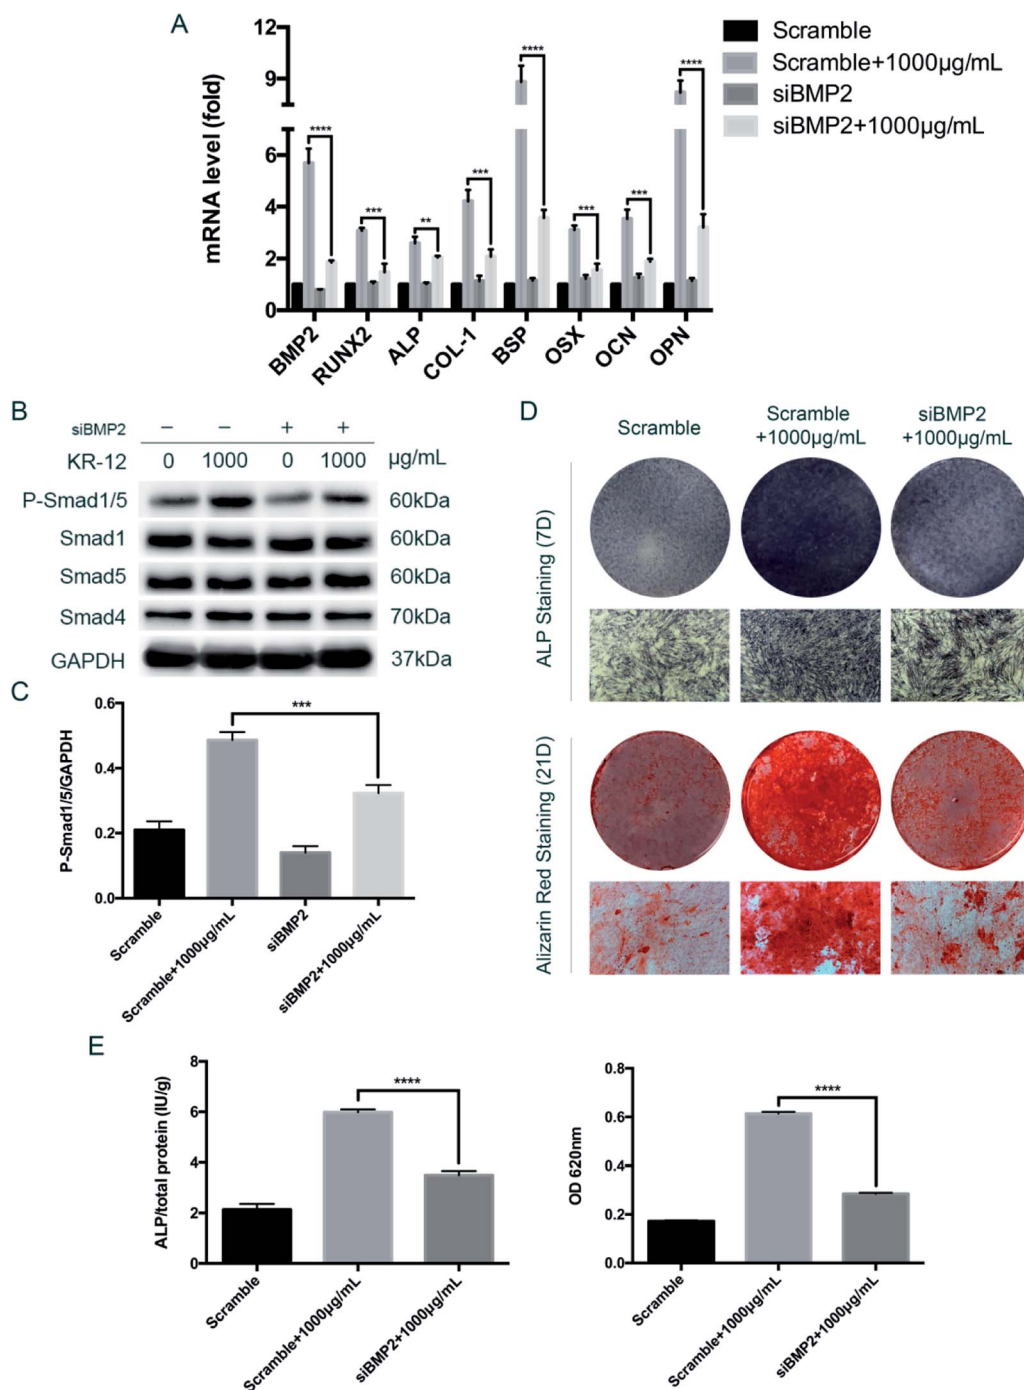 A
mRNA level (fold)
12
9
6
4
2
0
****
***
**
***
****
***
***
****
BMP2
RUNX2
ALP
COL-1
BSP
OSX
OCN
OPN
Scramble
Scramble+1000µg/mL
siBMP2
siBMP2+1000µg/mL
B
siBMP2 − − + +
KR-12 0 1000 0 1000 µg/mL
P-Smad1/5 60kDa
Smad1 60kDa
Smad5 60kDa
Smad4 70kDa
GAPDH 37kDa
C
P-Smad1/5/GAPDH
0.6
0.4
0.2
0.0
***
Scramble
Scramble+1000µg/mL
siBMP2
siBMP2+1000µg/mL
D
Scramble
Scramble
+1000µg/mL
siBMP2
+1000µg/mL
ALP Staining (7D)
Alizarin Red Staining (21D)
E
ALP/total protein (IU/g)
8
6
4
2
0
****
Scramble
Scramble+1000µg/mL
siBMP2+1000µg/mL
OD 620nm
0.8
0.6
0.4
0.2
0.0
****
Scramble
Scramble+1000µg/mL
siBMP2+1000µg/mL